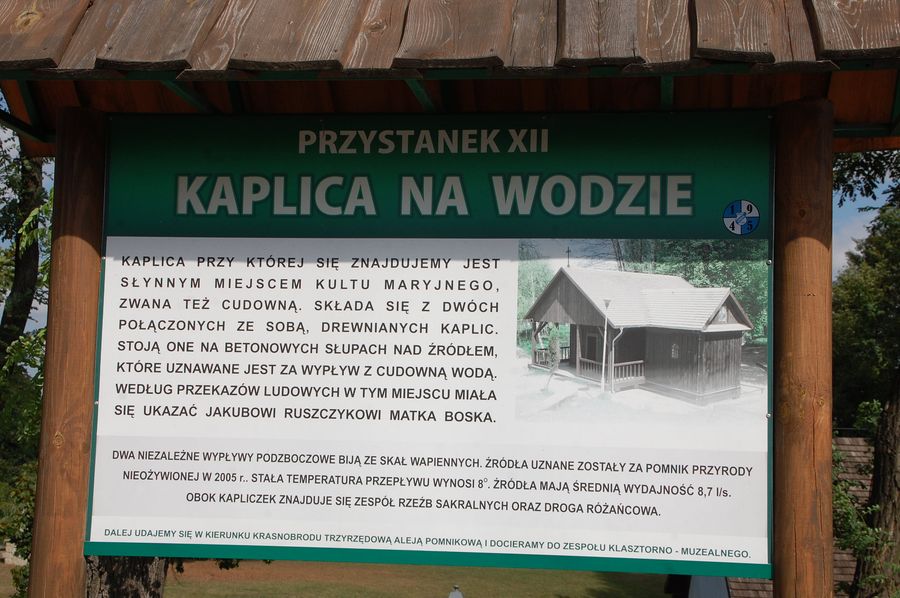 PRZYSTANEK XII
KAPLICA NA WODZIE
19
45
KAPLICA PRZY KTÓREJ SIĘ ZNAJDUJEMY JEST
SŁYNNYM MIEJSCEM KULTU MARYJNEGO,
ZWANA TEŻ CUDOWNĄ. SKŁADA SIĘ Z DWÓCH
POŁĄCZONYCH ZE SOBĄ, DREWNIANYCH KAPLIC.
STOJĄ ONE NA BETONOWYCH SŁUPACH NAD ŹRÓDŁEM,
KTÓRE UZNAWANE JEST ZA WYPŁYW Z CUDOWNĄ WODĄ.
WEDŁUG PRZEKAZÓW LUDOWYCH W TYM MIEJSCU MIAŁA
SIĘ UKAZAĆ JAKUBOWI RUSZCZYKOWI MATKA BOSKA.
DWA NIEZALEŻNE WYPŁYWY PODZBOCZOWE BIJĄ ZE SKAŁ WAPIENNYCH. ŹRÓDŁA UZNANE ZOSTAŁY ZA POMNIK PRZYRODY
NIEOŻYWIONEJ W 2005 r.. STAŁA TEMPERATURA PRZEPŁYWU WYNOSI 8°. ŹRÓDŁA MAJĄ ŚREDNIĄ WYDAJNOŚĆ 8,7 l/s.
OBOK KAPLICZEK ZNAJDUJE SIĘ ZESPÓŁ RZEŹB SAKRALNYCH ORAZ DROGA RÓŻAŃCOWA.
DALEJ UDAJEMY SIĘ W KIERUNKU KRASNOBRODU TRZYRZĘDOWĄ ALEJĄ POMNIKOWĄ I DOCIERAMY DO ZESPOŁU KLASZTORNO - MUZEALNEGO.